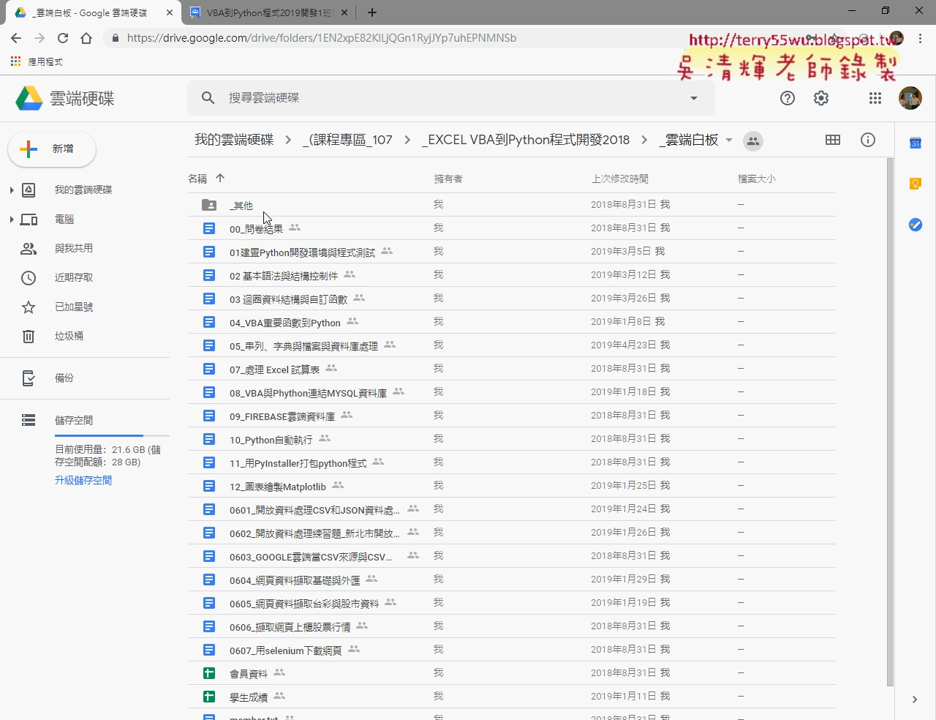 _雲端白板 - Google 雲端硬碟
VBA到Python程式2019開發1班
https://drive.google.com/drive/folders/1EN2xpE82KILjQGn1RyjJYp7uhEPNMNSb
http://terry55wu.blogspot.tw
吳清輝老師錄製
應用程式
雲端硬碟
搜尋雲端硬碟
新增
我的雲端硬碟
電腦
與我共用
近期存取
已加星號
垃圾桶
備份
儲存空間
目前使用量：21.6 GB (儲
存空間配額：28 GB)
升級儲存空間
我的雲端硬碟 > _(課程專區_107 > _EXCEL VBA到Python程式開發2018 > _雲端白板
名稱 擁有者 上次修改時間 檔案大小
_其他 我 2018年8月31日 我 –
00_問卷結果 我 2018年8月31日 我 –
01建置Python開發環境與程式測試 我 2019年3月5日 我 –
02 基本語法與結構控制件 我 2019年3月12日 我 –
03 迴圈資料結構與自訂函數 我 2019年3月26日 我 –
04_VBA重要函數到Python 我 2019年1月8日 我 –
05_串列、字典與檔案與資料庫處理 我 2019年4月23日 我 –
07_處理 Excel 試算表 我 2018年8月31日 我 –
08_VBA與Phython連結MYSQL資料庫 我 2019年1月18日 我 –
09_FIREBASE雲端資料庫 我 2018年8月31日 我 –
10_Python自動執行 我 2018年8月31日 我 –
11_用PyInstaller打包python程式 我 2018年8月31日 我 –
12_圖表繪製Matplotlib 我 2019年1月25日 我 –
0601_開放資料處理CSV和JSON資料處... 我 2019年1月24日 我 –
0602_開放資料處理練習題_新北市開放... 我 2019年1月26日 我 –
0603_GOOGLE雲端當CSV來源與CSV... 我 2018年8月31日 我 –
0604_網頁資料擷取基礎與外匯 我 2019年1月29日 我 –
0605_網頁資料擷取台彩與股市資料 我 2019年1月19日 我 –
0606_擷取網頁上櫃股票行情 我 2018年8月31日 我 –
0607_用selenium下載網頁 我 2018年8月31日 我 –
會員資料 我 2018年8月31日 我 –
學生成績 我 2019年1月11日 我 –
member.txt 我 2018年8月31日 我 –